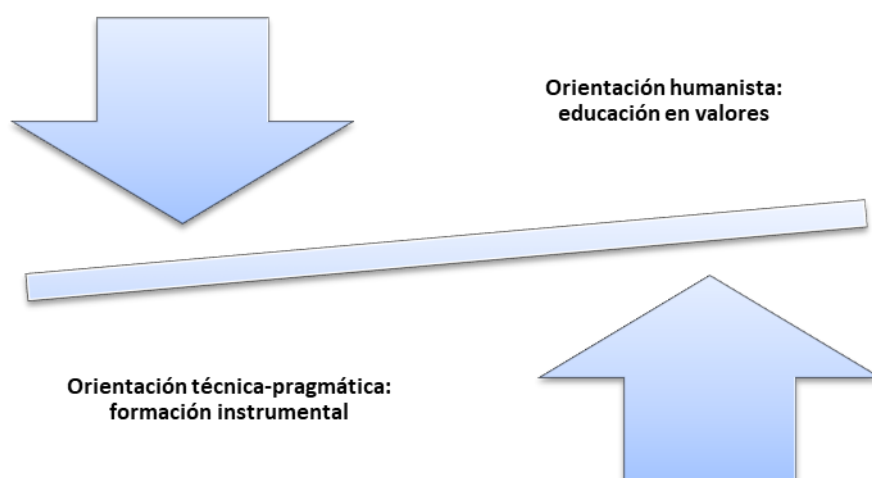 Orientación humanista:
educación en valores
Orientación técnica-pragmática:
formación instrumental